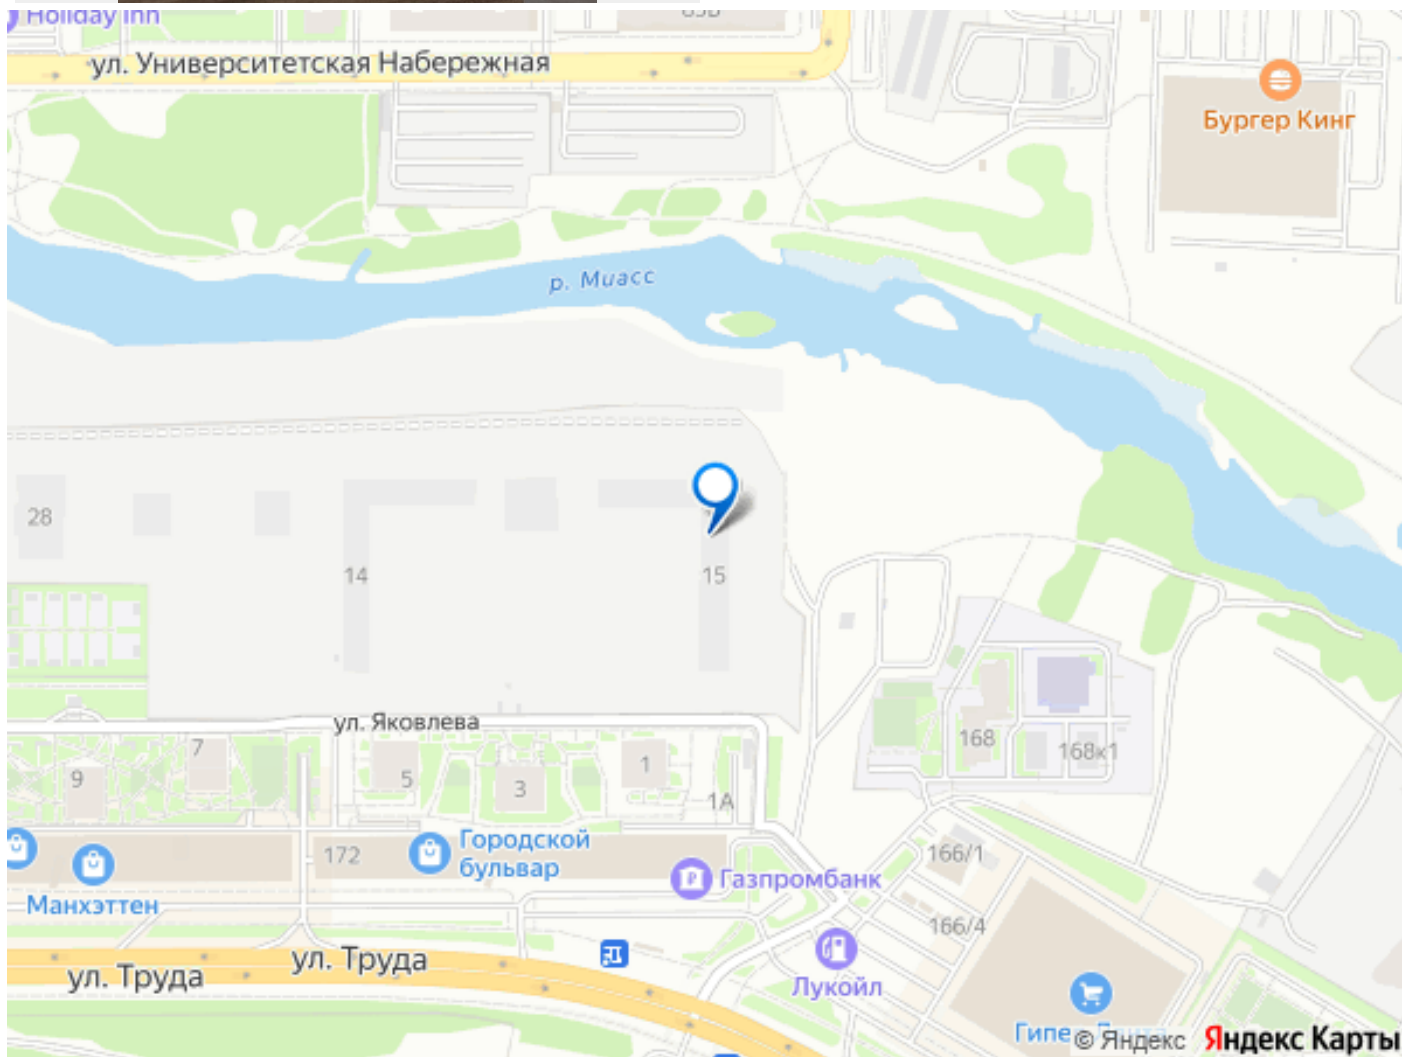 Holiday Inn
ул. Университетская Набережная
Бургер Кинг
р. Миасс
28
14
15
ул. Яковлева
7
9
5
3
1
1А
168
168к1
172
Городской
бульвар
Манхэттен
Газпромбанк
166/1
166/4
ул. Труда
ул. Труда
Лукойл
© Яндекс
Яндекс Карты